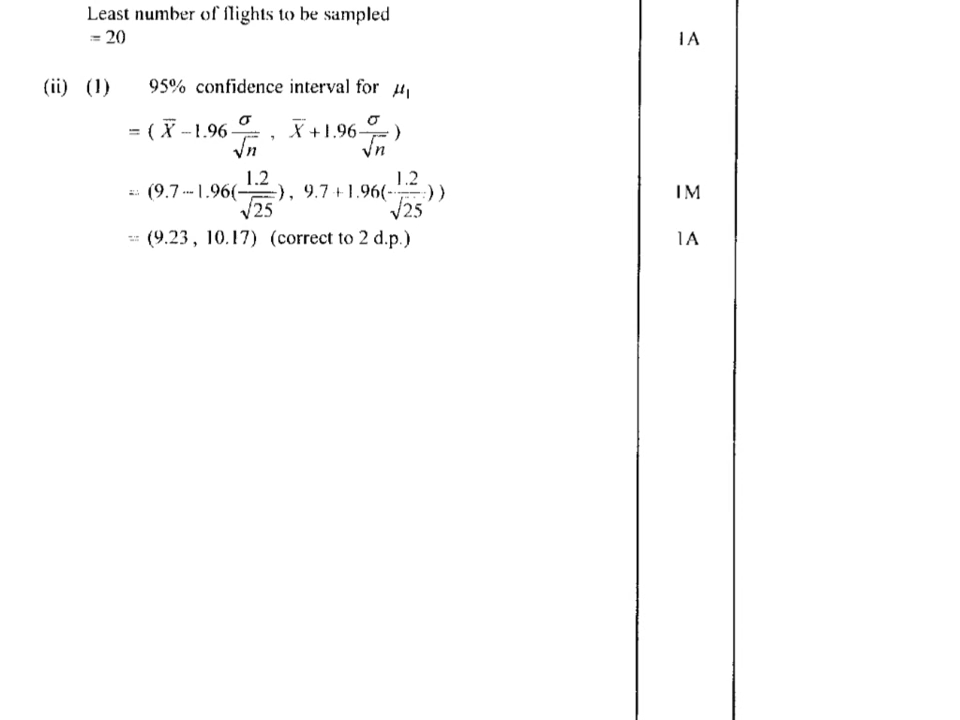 Least number of flights to be sampled
= 20 1A
(ii) (1) 95% confidence interval for μ₁
= ( X̄ − 1.96 σ/√n , X̄ + 1.96 σ/√n )
= (9.7 − 1.96(1.2/√25), 9.7 + 1.96(1.2/√25)) 1M
= (9.23 , 10.17) (correct to 2 d.p.) 1A